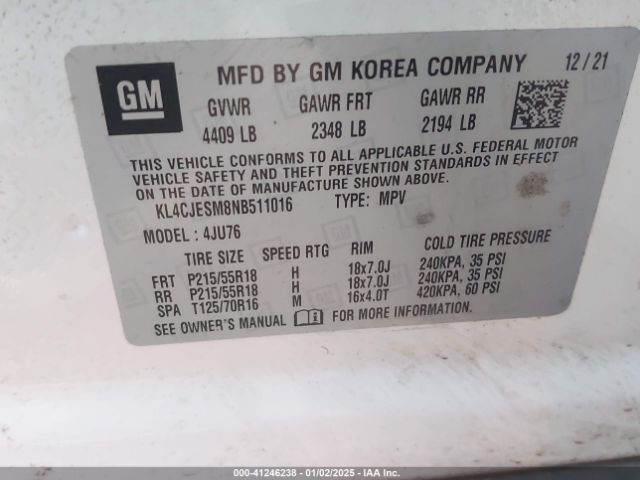 GM
MFD BY GM KOREA COMPANY 12/21
GVWR GAWR FRT GAWR RR
4409 LB 2348 LB 2194 LB
THIS VEHICLE CONFORMS TO ALL APPLICABLE U.S. FEDERAL MOTOR
VEHICLE SAFETY AND THEFT PREVENTION STANDARDS IN EFFECT
ON THE DATE OF MANUFACTURE SHOWN ABOVE.
KL4CJESM8NB511016 TYPE: MPV
MODEL: 4JU76
TIRE SIZE SPEED RTG RIM COLD TIRE PRESSURE
FRT P215/55R18 H 18x7.0J 240KPA, 35 PSI
RR P215/55R18 H 18x7.0J 240KPA, 35 PSI
SPA T125/70R16 M 16x4.0T 420KPA, 60 PSI
SEE OWNER'S MANUAL FOR MORE INFORMATION.
000-41246238 - 01/02/2025 - IAA Inc.